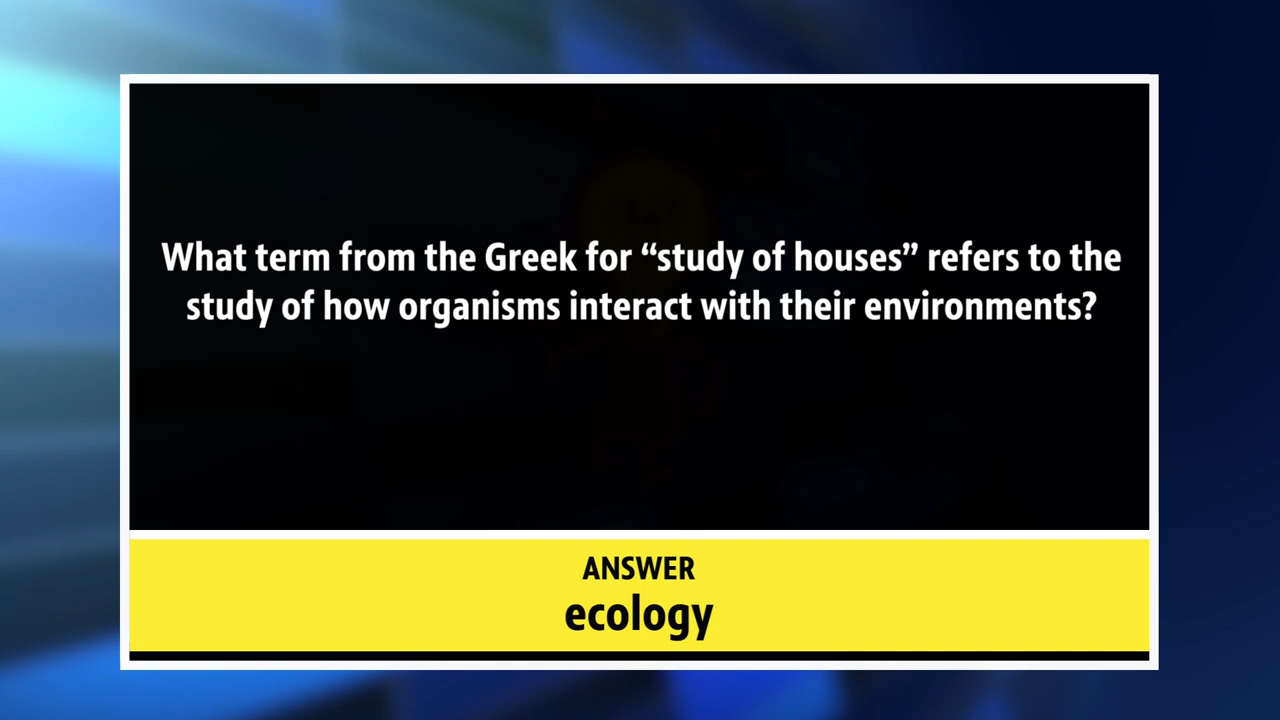 What term from the Greek for “study of houses” refers to the
study of how organisms interact with their environments?
ANSWER
ecology